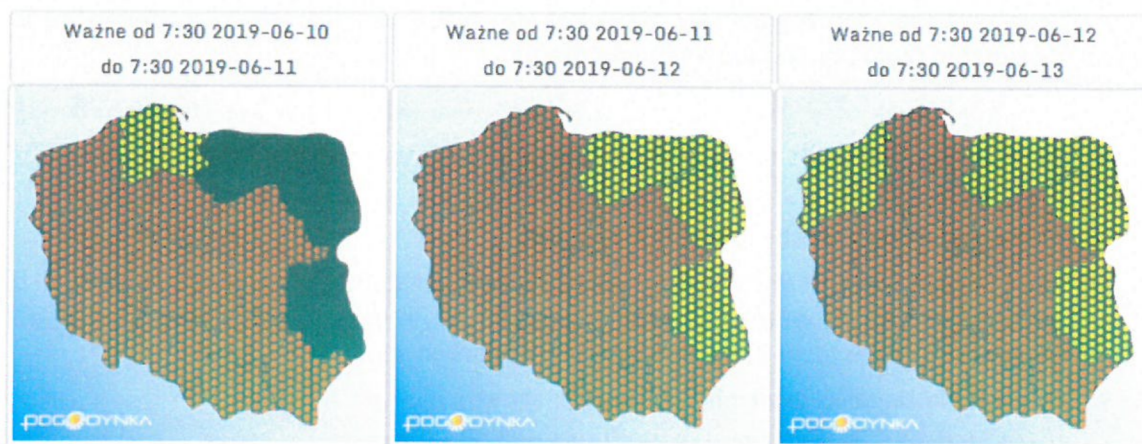 Ważne od 7:30 2019-06-10
do 7:30 2019-06-11
Ważne od 7:30 2019-06-11
do 7:30 2019-06-12
Ważne od 7:30 2019-06-12
do 7:30 2019-06-13
POGODYNKA
POGODYNKA
POGODYNKA